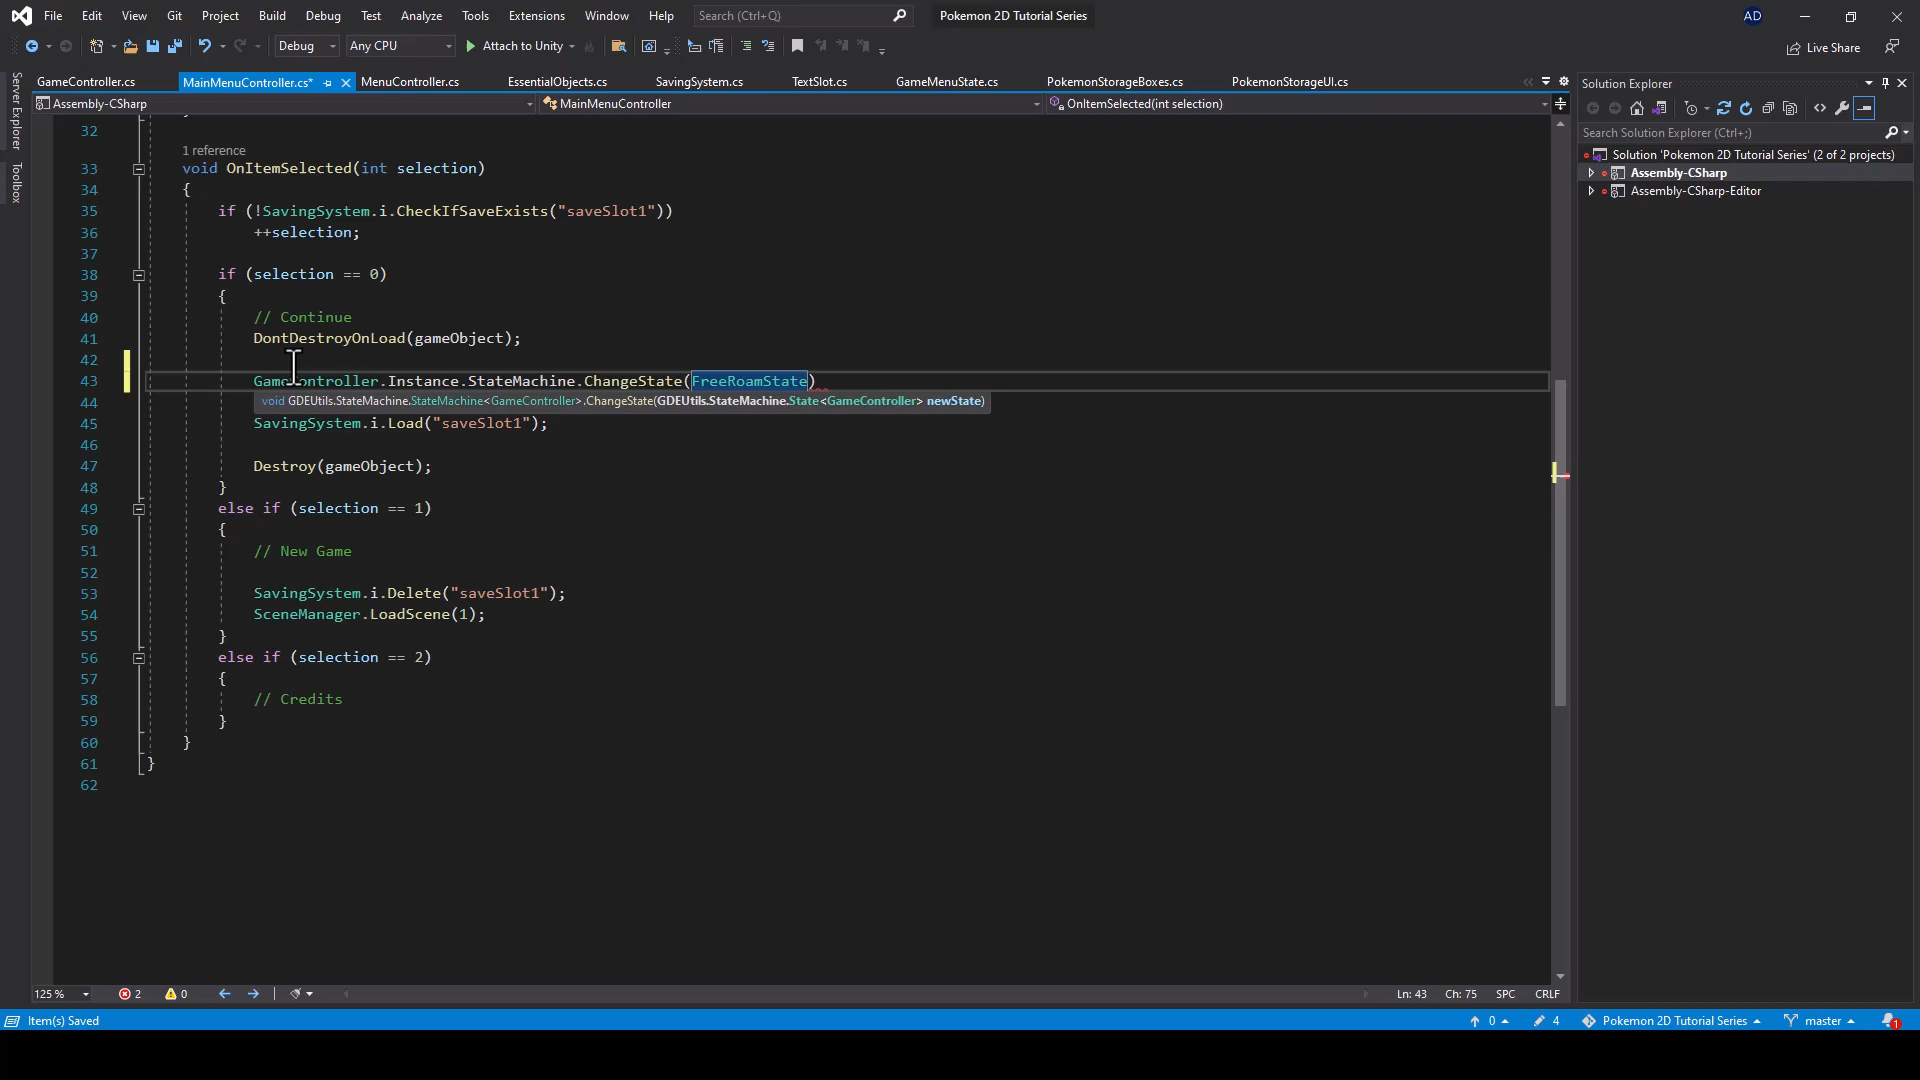 File Edit View Git Project Build Debug Test Analyze Tools Extensions Window Help Search (Ctrl+Q) Pokemon 2D Tutorial Series AD
Debug Any CPU Attach to Unity Live Share
GameController.cs MainMenuController.cs* MenuController.cs EssentialObjects.cs SavingSystem.cs TextSlot.cs GameMenuState.cs PokemonStorageBoxes.cs PokemonStorageUI.cs
Assembly-CSharp MainMenuController OnItemSelected(int selection)
Server Explorer
Toolbox
32
1 reference
33 void OnItemSelected(int selection)
34 {
35 if (!SavingSystem.i.CheckIfSaveExists("saveSlot1"))
36 ++selection;
37
38 if (selection == 0)
39 {
40 // Continue
41 DontDestroyOnLoad(gameObject);
42
43 GameController.Instance.StateMachine.ChangeState(FreeRoamState)
44 void GDEUtils.StateMachine.StateMachine<GameController>.ChangeState(GDEUtils.StateMachine.State<GameController> newState)
45 SavingSystem.i.Load("saveSlot1");
46
47 Destroy(gameObject);
48 }
49 else if (selection == 1)
50 {
51 // New Game
52
53 SavingSystem.i.Delete("saveSlot1");
54 SceneManager.LoadScene(1);
55 }
56 else if (selection == 2)
57 {
58 // Credits
59 }
60 }
61 }
62
Solution Explorer
Search Solution Explorer (Ctrl+;)
Solution 'Pokemon 2D Tutorial Series' (2 of 2 projects)
Assembly-CSharp
Assembly-CSharp-Editor
125 % 2 0 Ln: 43 Ch: 75 SPC CRLF
Item(s) Saved 0 4 Pokemon 2D Tutorial Series master 1